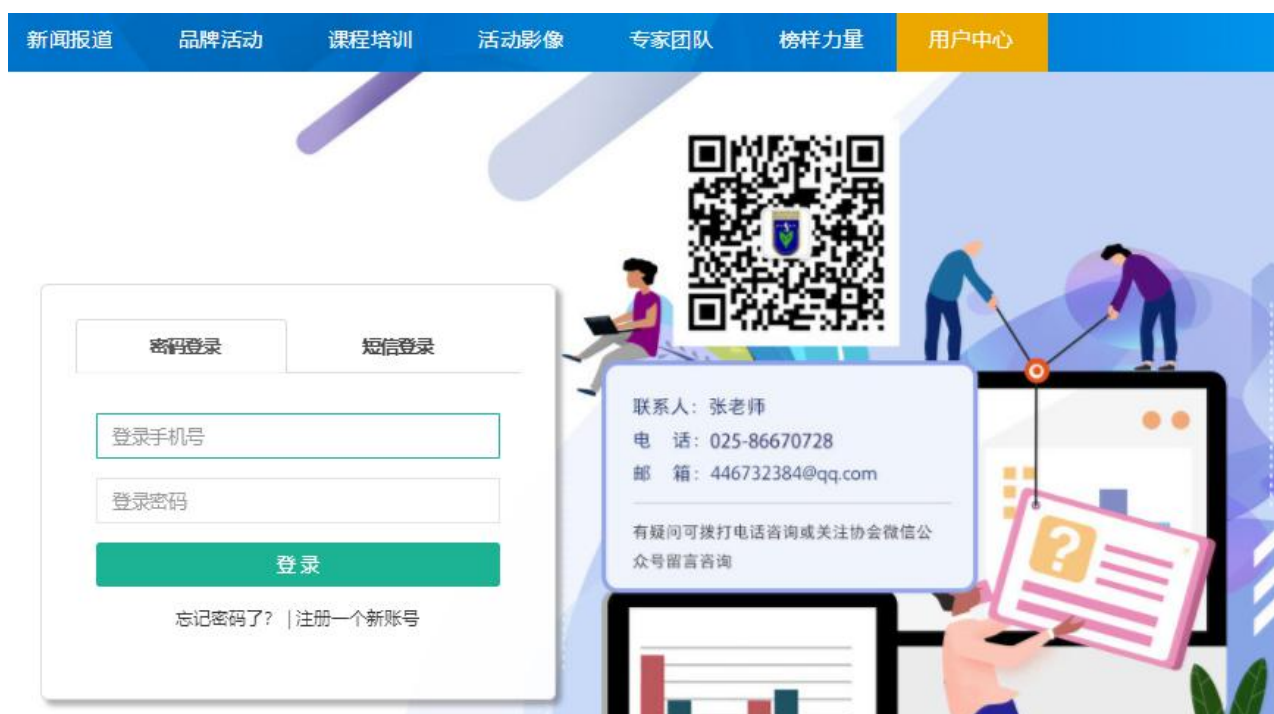 新闻报道 品牌活动 课程培训 活动影像 专家团队 榜样力量 用户中心
密码登录 短信登录
登录手机号
登录密码
登录
忘记密码了? |注册一个新账号
联系人: 张老师
电 话: 025-86670728
邮 箱: 446732384@qq.com
有疑问可拨打电话咨询或关注协会微信公
众号留言咨询
?